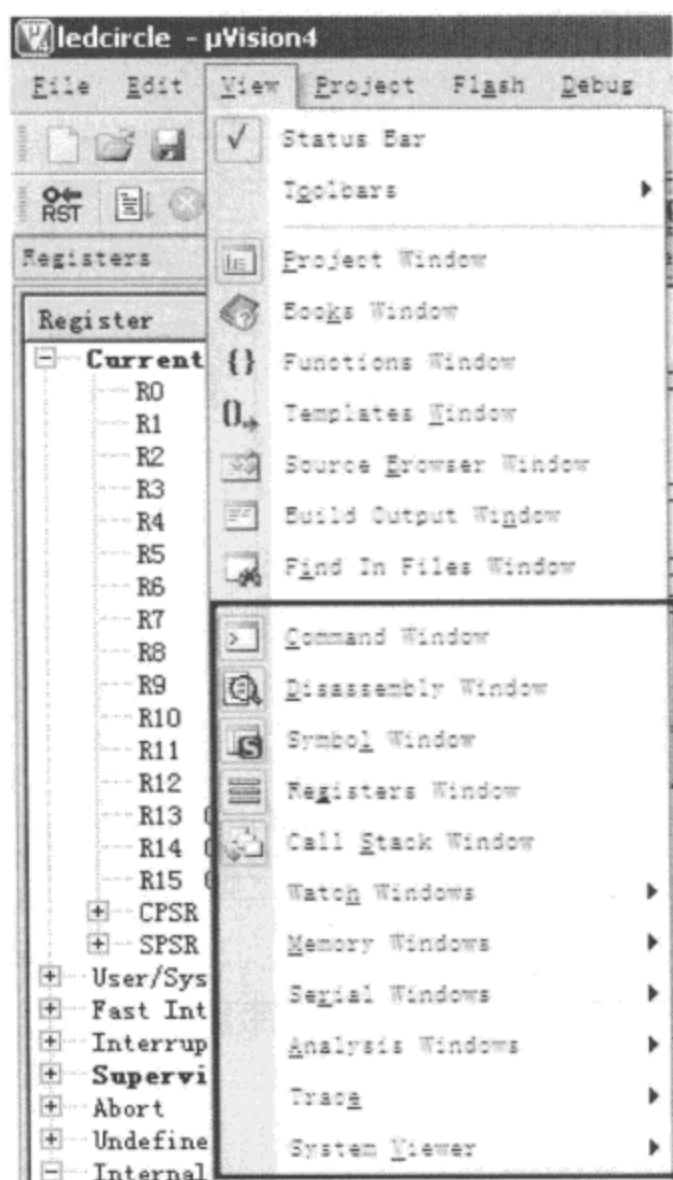 ledcircle - µVision4
File Edit View Project Flash Debug
Status Bar
Toolbars
RST
Registers
Project Window
Register
Books Window
Current
Functions Window
R0
Templates Window
R1
R2
Source Browser Window
R3
Build Output Window
R4
R5
Find In Files Window
R6
R7
Command Window
R8
R9
Disassembly Window
R10
Symbol Window
R11
R12
Registers Window
R13
R14
Call Stack Window
R15
Watch Windows
CPSR
Memory Windows
SPSR
User/Sys
Serial Windows
Fast Int
Interrup
Analysis Windows
Supervi
Abort
Trace
Undefine
System Viewer
Internal